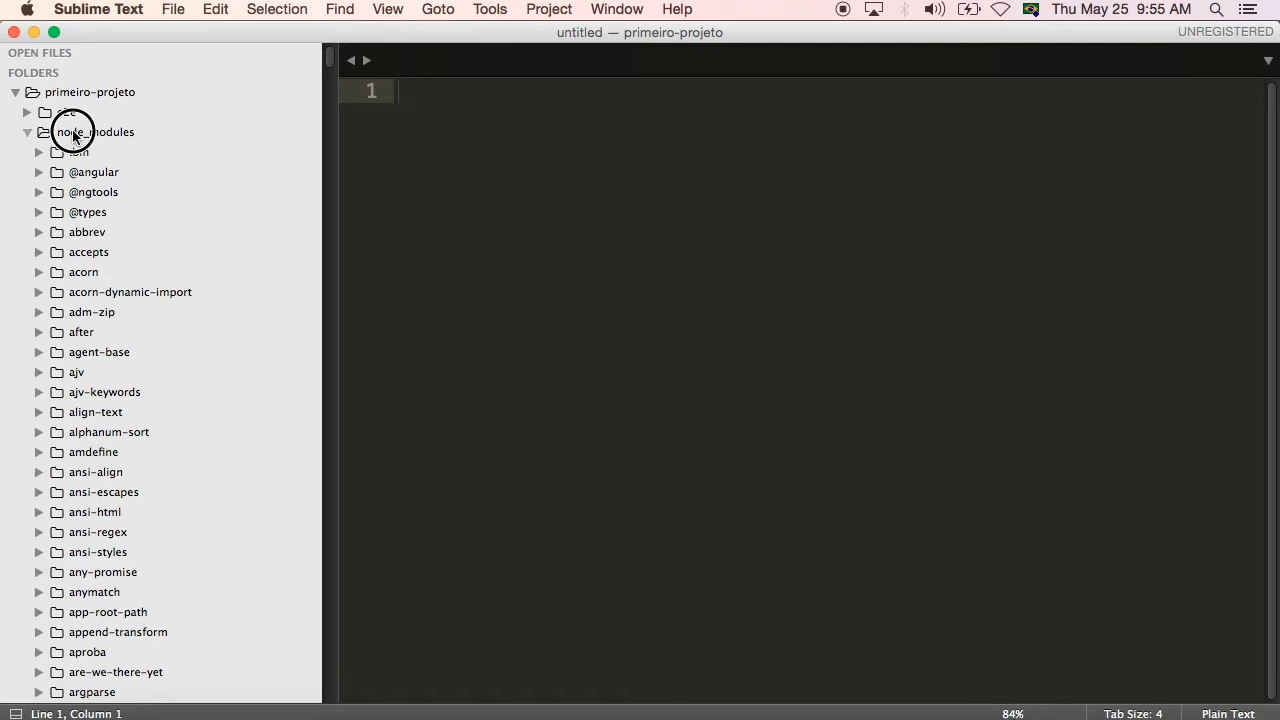 Sublime Text File Edit Selection Find View Goto Tools Project Window Help Thu May 25 9:55 AM
untitled — primeiro-projeto UNREGISTERED
OPEN FILES
FOLDERS
primeiro-projeto
1
e2e
node_modules
.bin
@angular
@ngtools
@types
abbrev
accepts
acorn
acorn-dynamic-import
adm-zip
after
agent-base
ajv
ajv-keywords
align-text
alphanum-sort
amdefine
ansi-align
ansi-escapes
ansi-html
ansi-regex
ansi-styles
any-promise
anymatch
app-root-path
append-transform
aproba
are-we-there-yet
argparse
Line 1, Column 1 84% Tab Size: 4 Plain Text